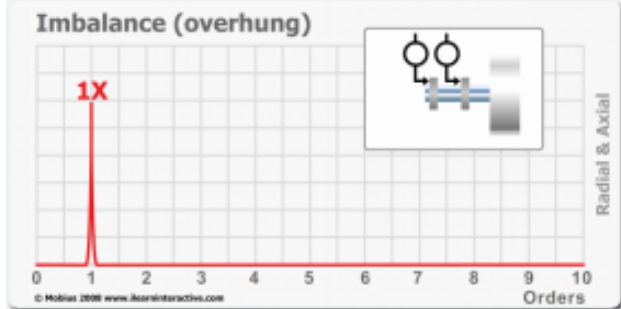 Imbalance (overhung)
1X
Radial & Axial
0 1 2 3 4 5 6 7 8 9 10
© Mobius 2008 www.ilearninteractive.com
Orders